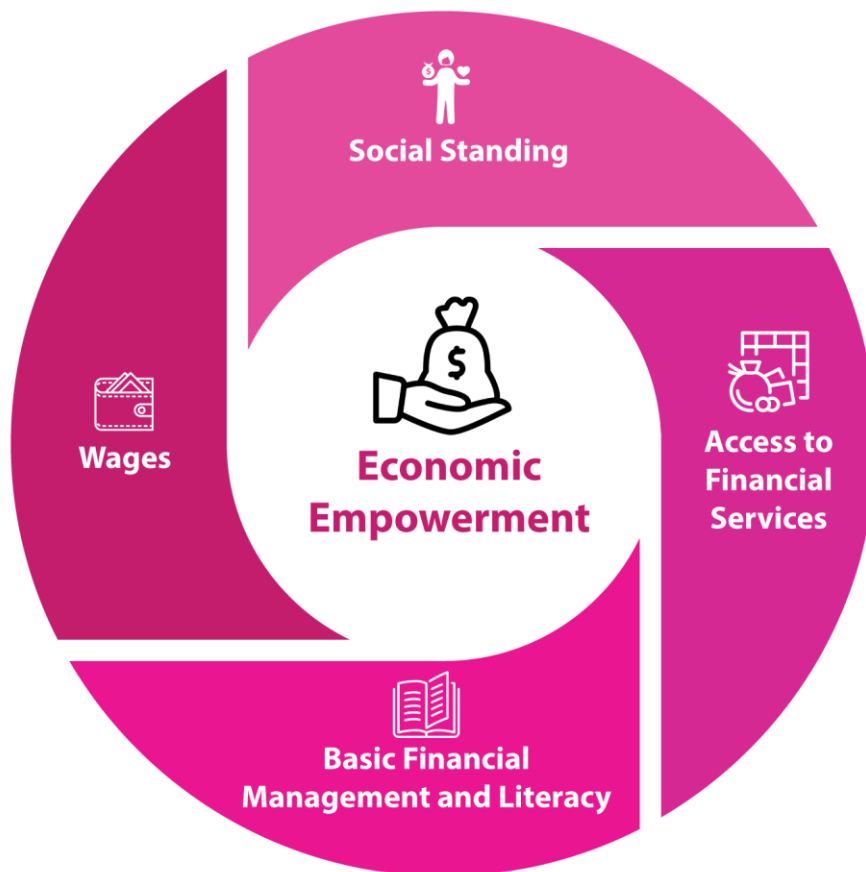 Social Standing
Access to
Financial
Services
Economic
Empowerment
Wages
Basic Financial
Management and Literacy